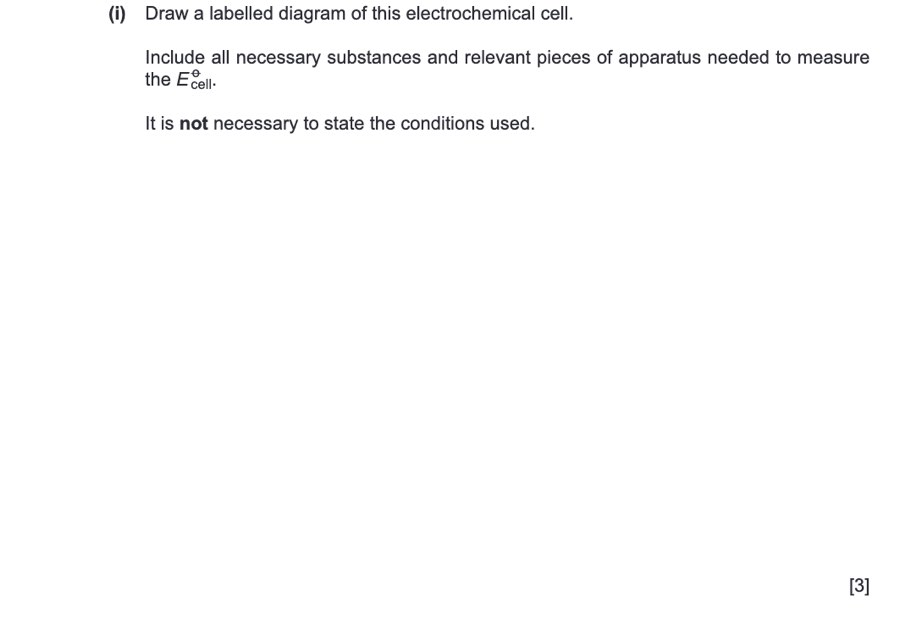 (i) Draw a labelled diagram of this electrochemical cell.
Include all necessary substances and relevant pieces of apparatus needed to measure
the E⦵cell.
It is not necessary to state the conditions used.
[3]